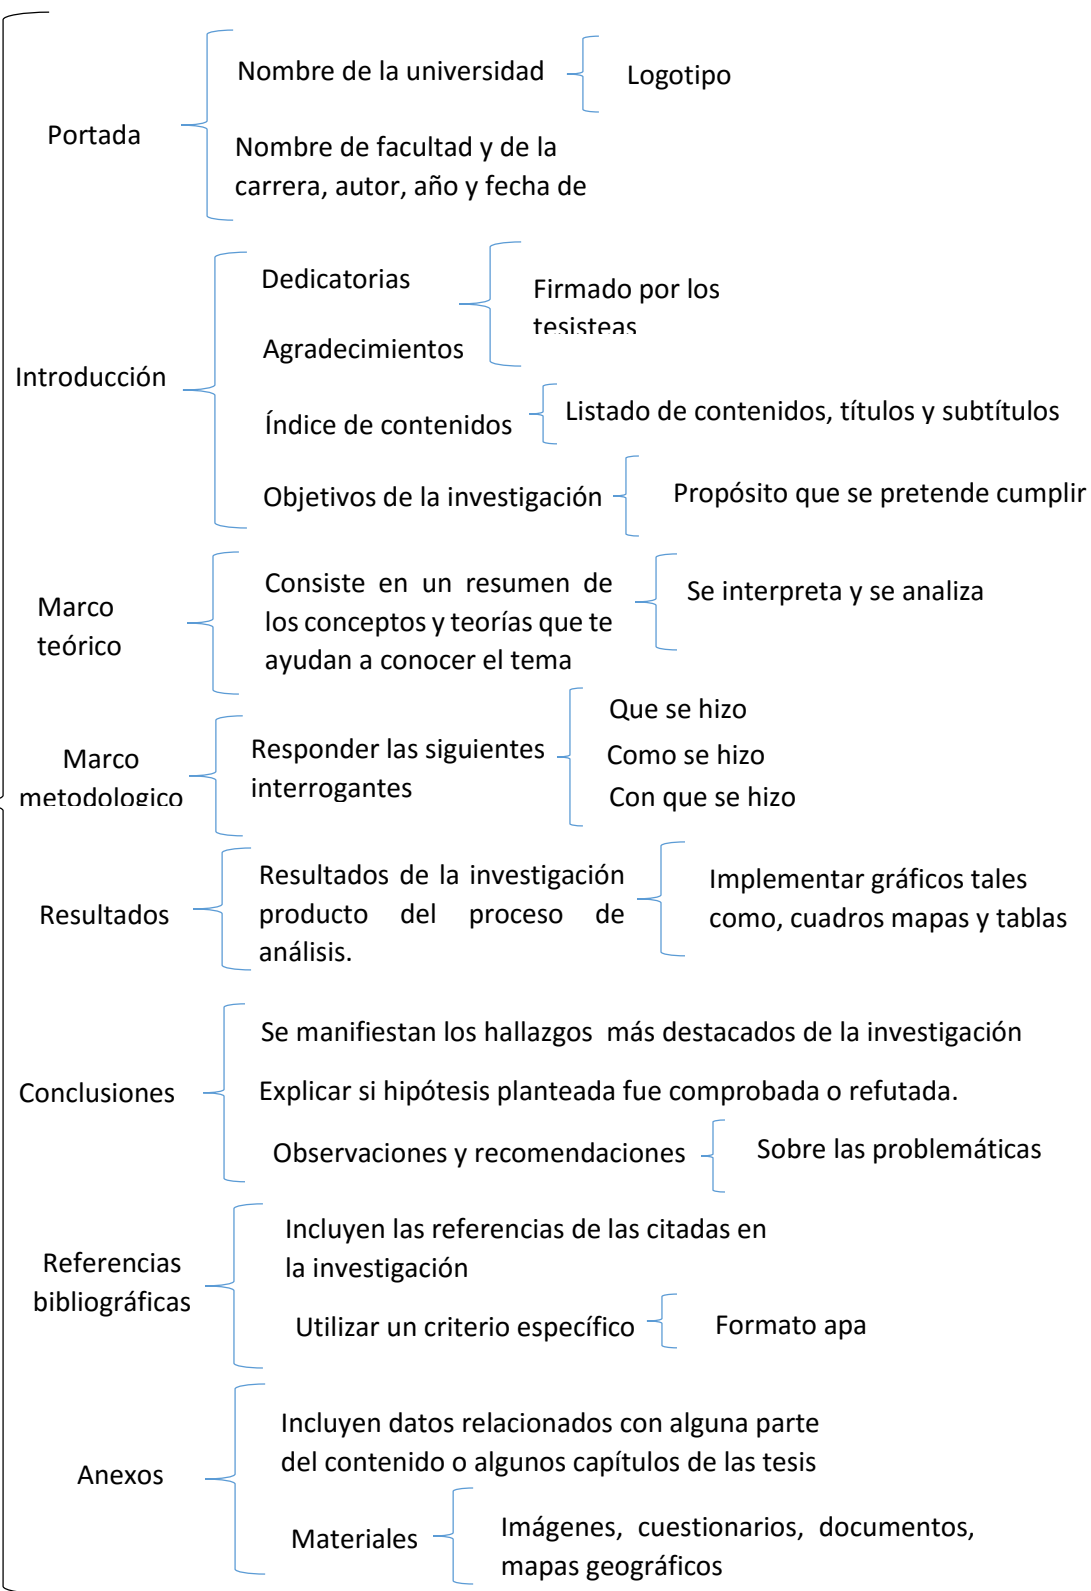 Portada
Nombre de la universidad
Logotipo
Nombre de facultad y de la
carrera, autor, año y fecha de
Introducción
Dedicatorias
Agradecimientos
Firmado por los
tesisteas
Índice de contenidos
Listado de contenidos, títulos y subtítulos
Objetivos de la investigación
Propósito que se pretende cumplir
Marco
teórico
Consiste en un resumen de
los conceptos y teorías que te
ayudan a conocer el tema
Se interpreta y se analiza
Marco
metodologico
Responder las siguientes
interrogantes
Que se hizo
Como se hizo
Con que se hizo
Resultados
Resultados de la investigación
producto del proceso de
análisis.
Implementar gráficos tales
como, cuadros mapas y tablas
Conclusiones
Se manifiestan los hallazgos más destacados de la investigación
Explicar si hipótesis planteada fue comprobada o refutada.
Observaciones y recomendaciones
Sobre las problemáticas
Referencias
bibliográficas
Incluyen las referencias de las citadas en
la investigación
Utilizar un criterio específico
Formato apa
Anexos
Incluyen datos relacionados con alguna parte
del contenido o algunos capítulos de las tesis
Materiales
Imágenes, cuestionarios, documentos,
mapas geográficos